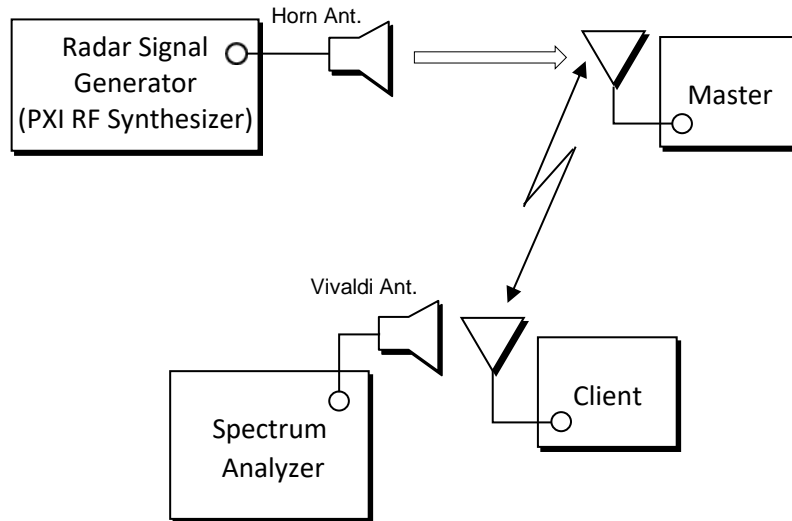 Horn Ant.
Radar Signal
Generator
(PXI RF Synthesizer)
Master
Vivaldi Ant.
Client
Spectrum
Analyzer